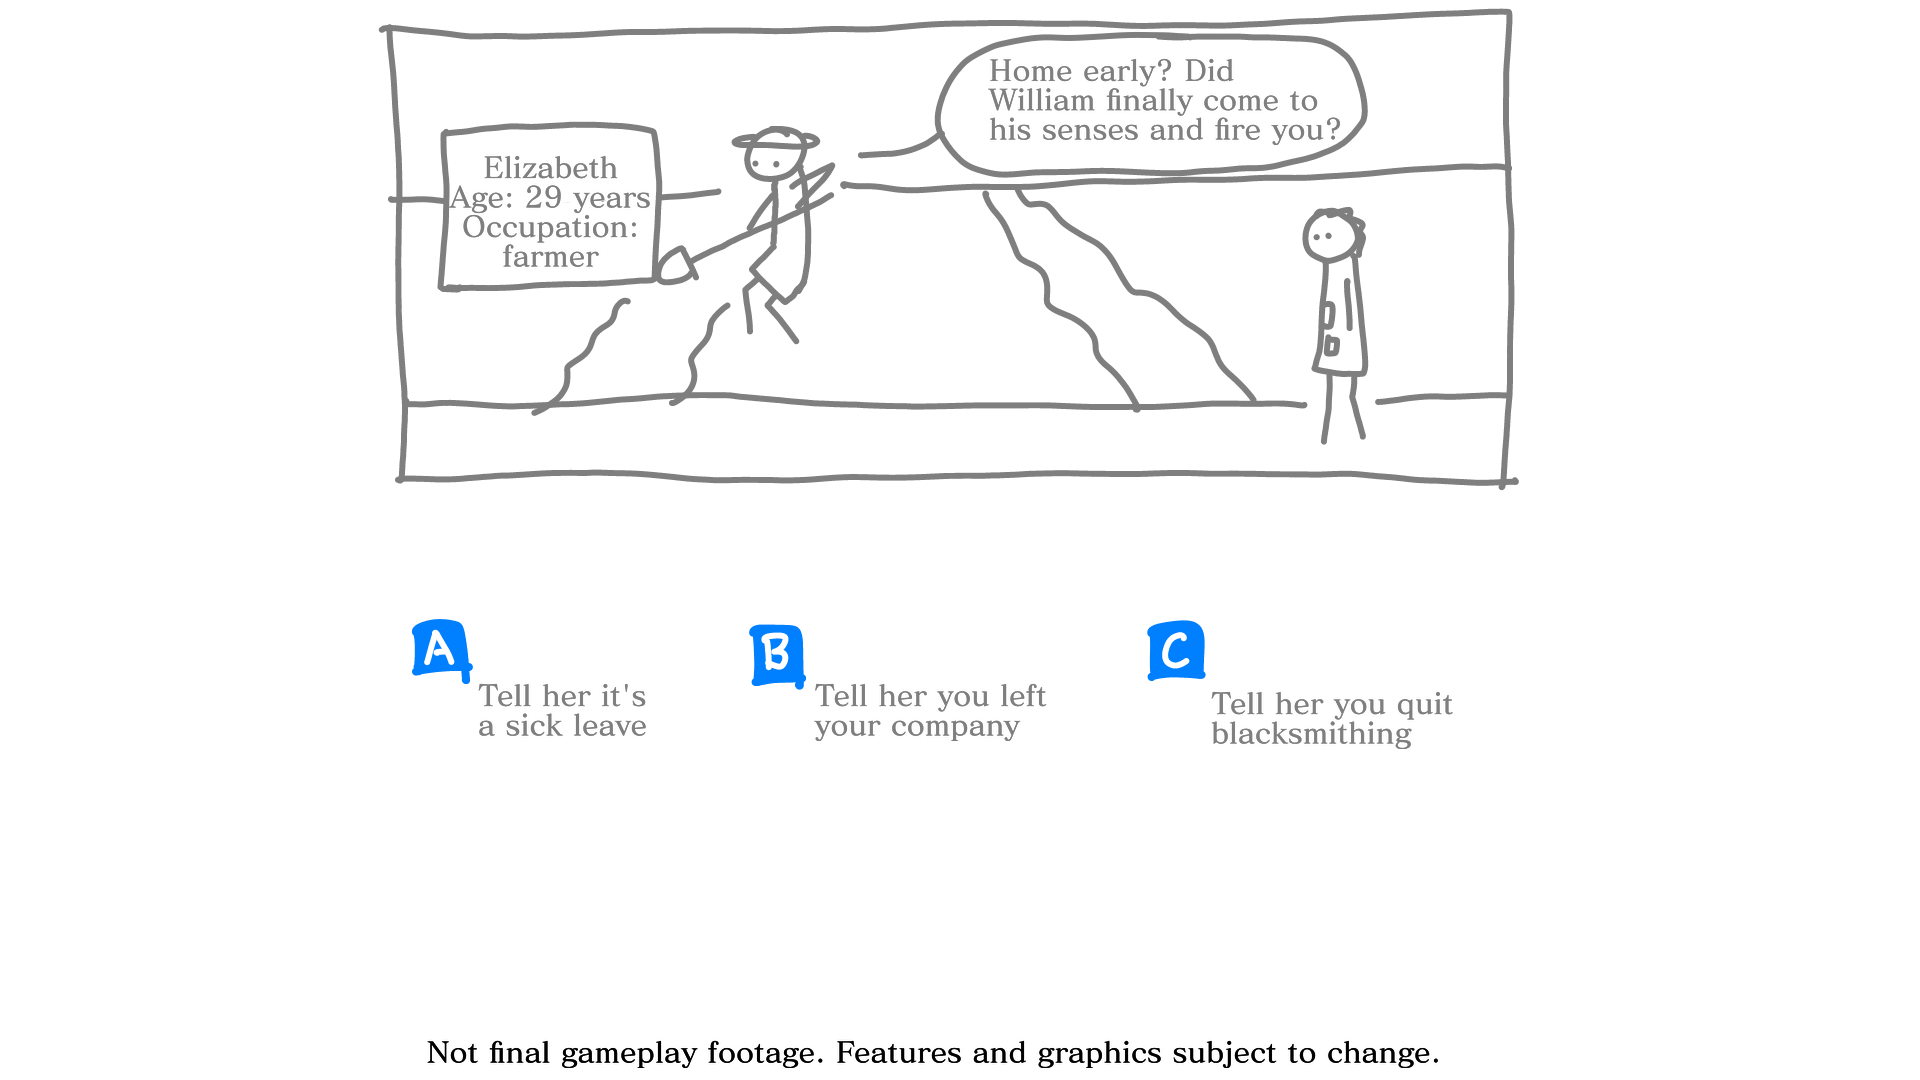 Home early? Did
William finally come to
his senses and fire you?
Elizabeth
Age: 29 years
Occupation:
farmer
A
Tell her it's
a sick leave
B
Tell her you left
your company
C
Tell her you quit
blacksmithing
Not final gameplay footage. Features and graphics subject to change.